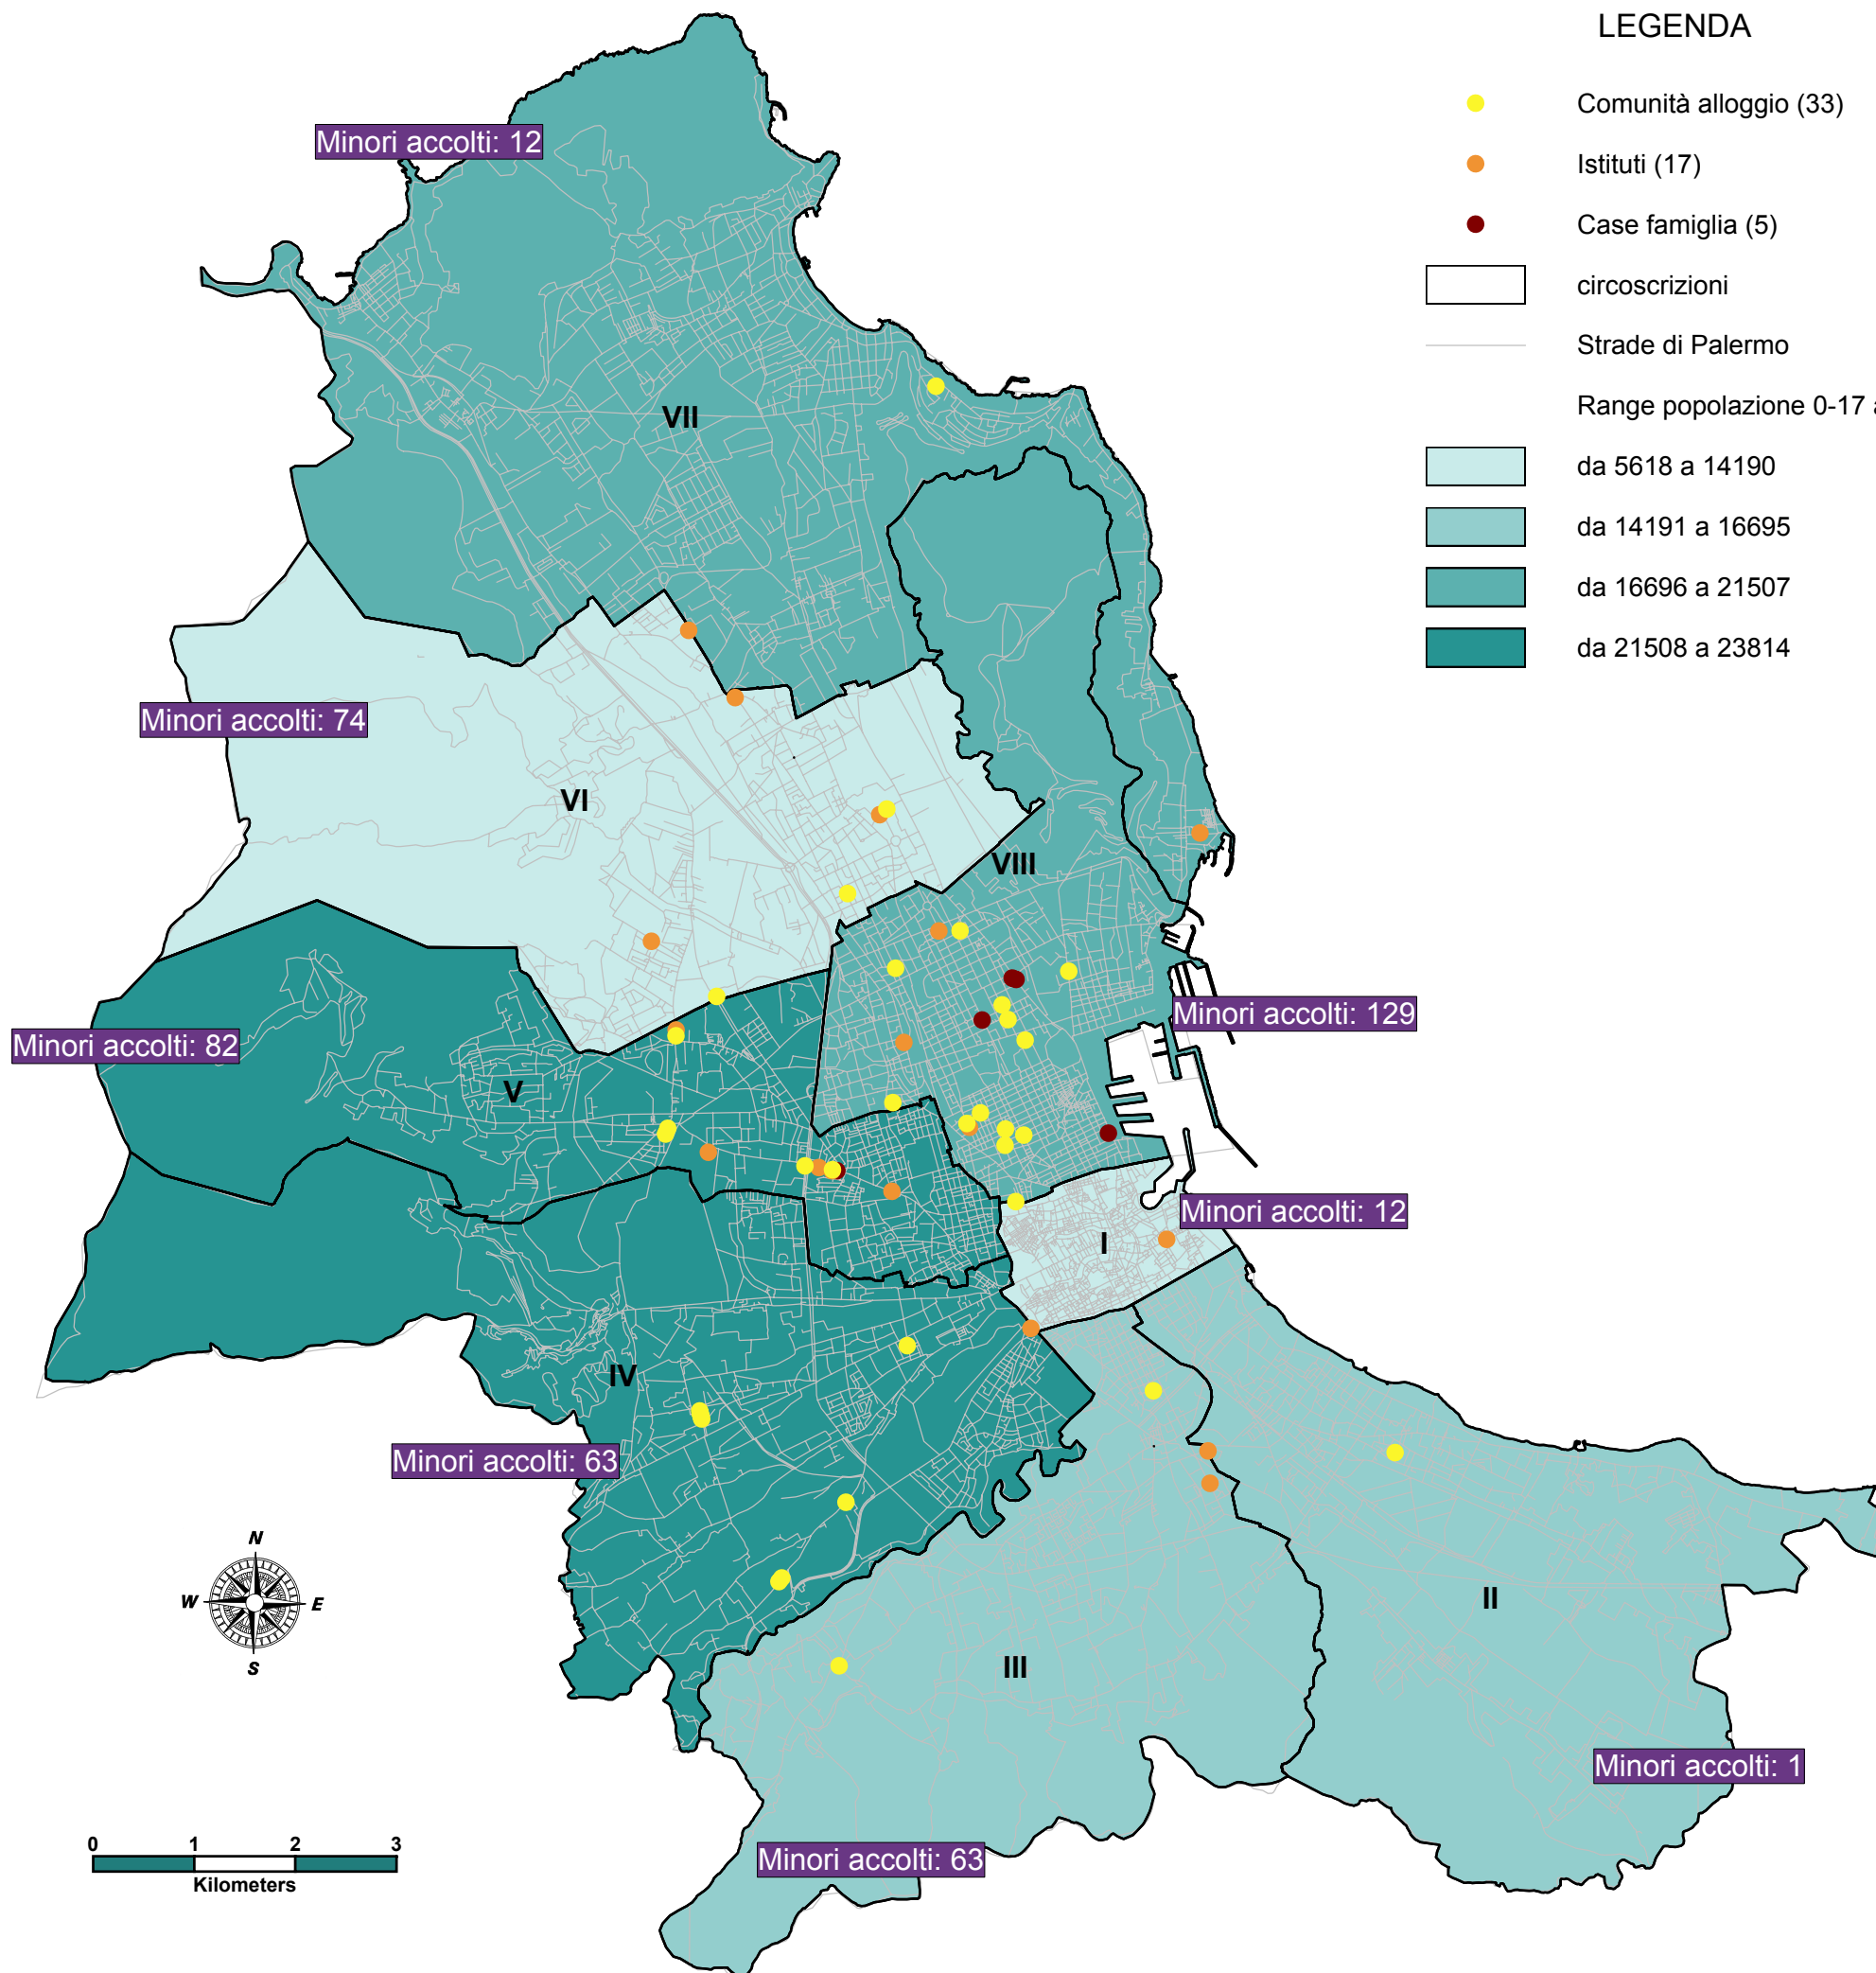 LEGENDA
Comunità alloggio (33)
Istituti (17)
Case famiglia (5)
circoscrizioni
Strade di Palermo
Range popolazione 0-17 a
da 5618 a 14190
da 14191 a 16695
da 16696 a 21507
da 21508 a 23814
Minori accolti: 12
VII
Minori accolti: 74
VI
VIII
Minori accolti: 129
Minori accolti: 82
V
Minori accolti: 12
I
IV
Minori accolti: 63
N
W E
S
II
III
Minori accolti: 1
Minori accolti: 63
0 1 2 3
Kilometers